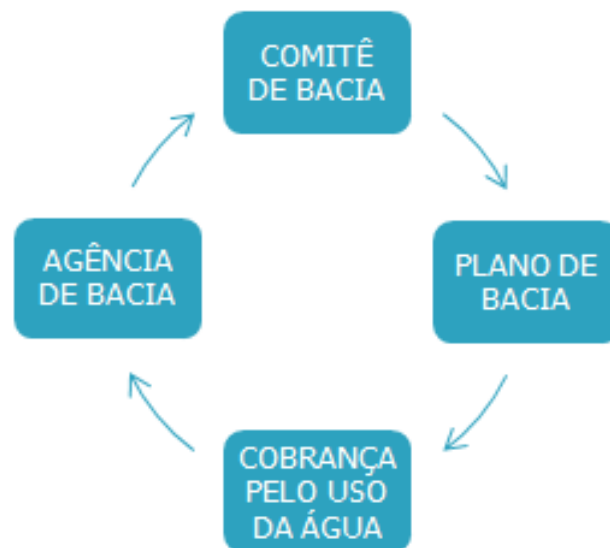 COMITÊ
DE BACIA
AGÊNCIA
DE BACIA
PLANO DE
BACIA
COBRANÇA
PELO USO
DA ÁGUA